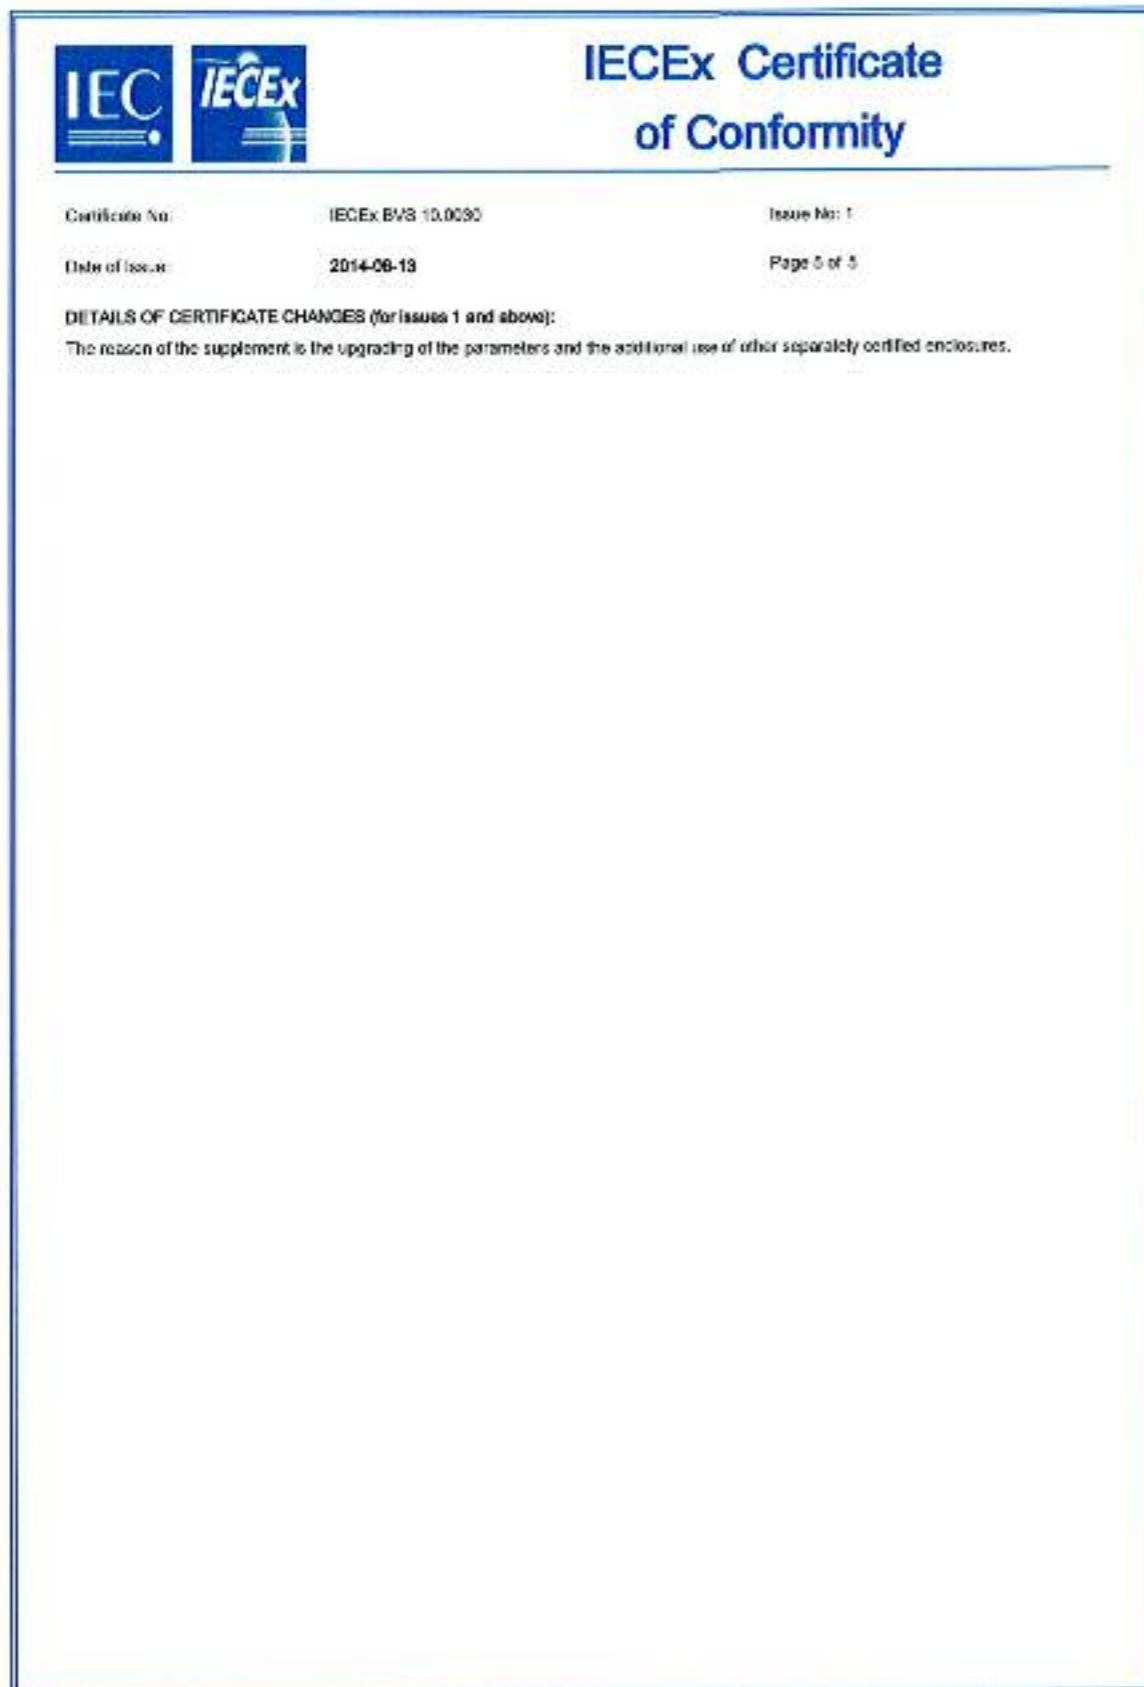 IEC IECEx
IECEx Certificate
of Conformity
Certificate No: IECEx BVS 10.0030 Issue No: 1
Date of Issue: 2014-06-13 Page 5 of 5
DETAILS OF CERTIFICATE CHANGES (for issues 1 and above):
The reason of the supplement is the upgrading of the parameters and the additional use of other separately certified enclosures.